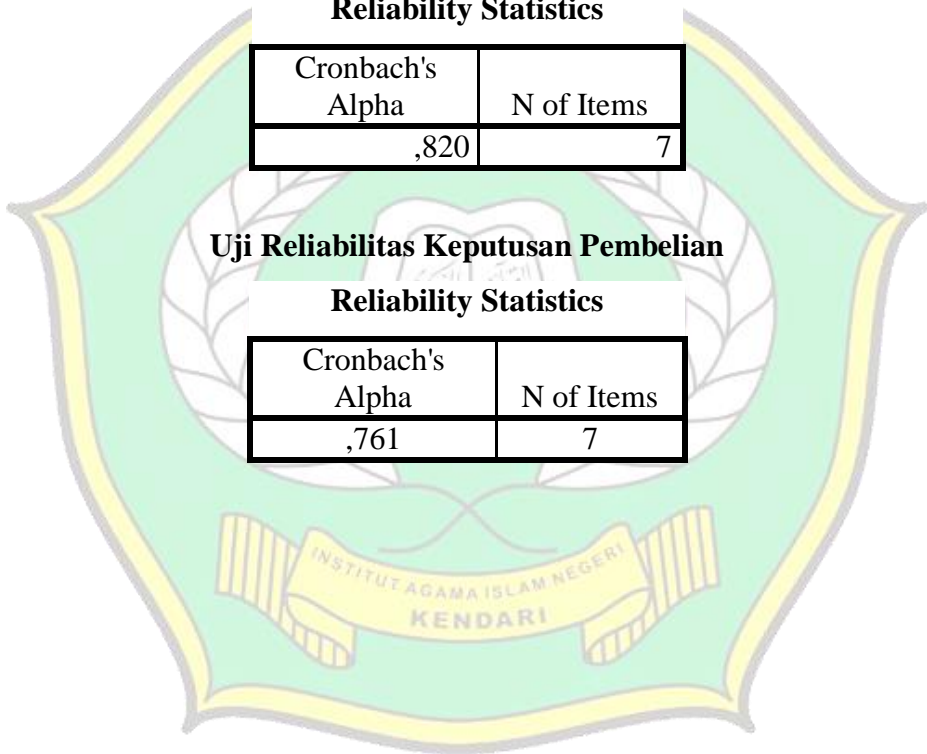 Reliability Statistics
Cronbach's
Alpha N of Items
,820 7
Uji Reliabilitas Keputusan Pembelian
Reliability Statistics
Cronbach's
Alpha N of Items
,761 7
INSTITUT AGAMA ISLAM NEGERI
KENDARI